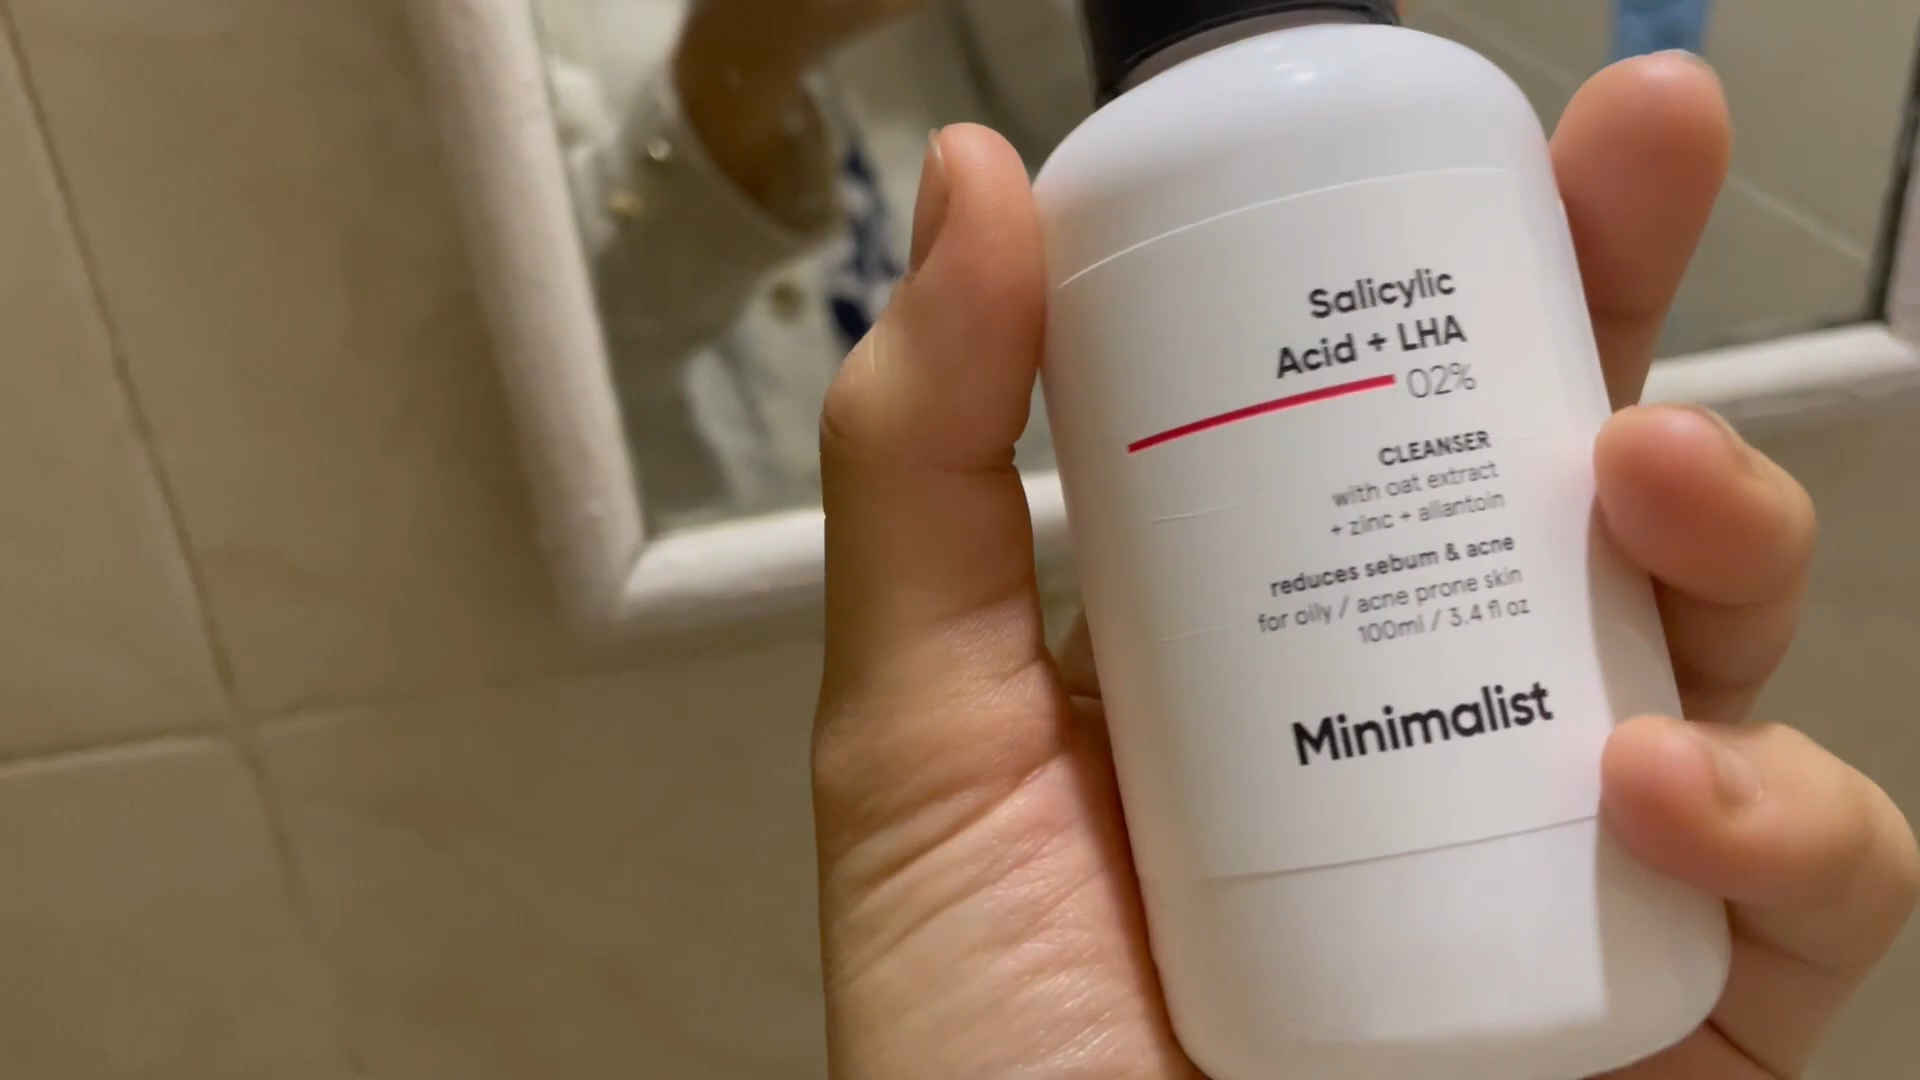 Salicylic
Acid + LHA
02%
CLEANSER
with oat extract
+ zinc + allantoin
reduces sebum & acne
for oily / acne prone skin
100ml / 3.4 fl oz
Minimalist